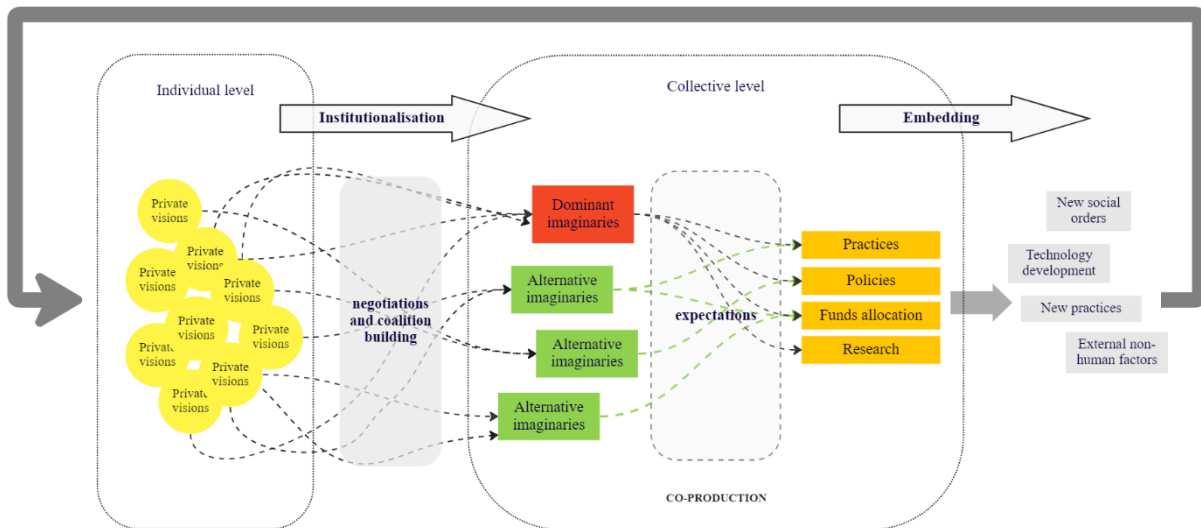 Individual level
Institutionalisation
Private
visions
Private
visions
Private
visions
Private
visions
Private
visions
Private
visions
Private
visions
Private
visions
Private
visions
negotiations
and coalition
building
Collective level
Dominant
imaginaries
Alternative
imaginaries
Alternative
imaginaries
Alternative
imaginaries
expectations
Practices
Policies
Funds allocation
Research
CO-PRODUCTION
Embedding
New social
orders
Technology
development
New practices
External non-
human factors